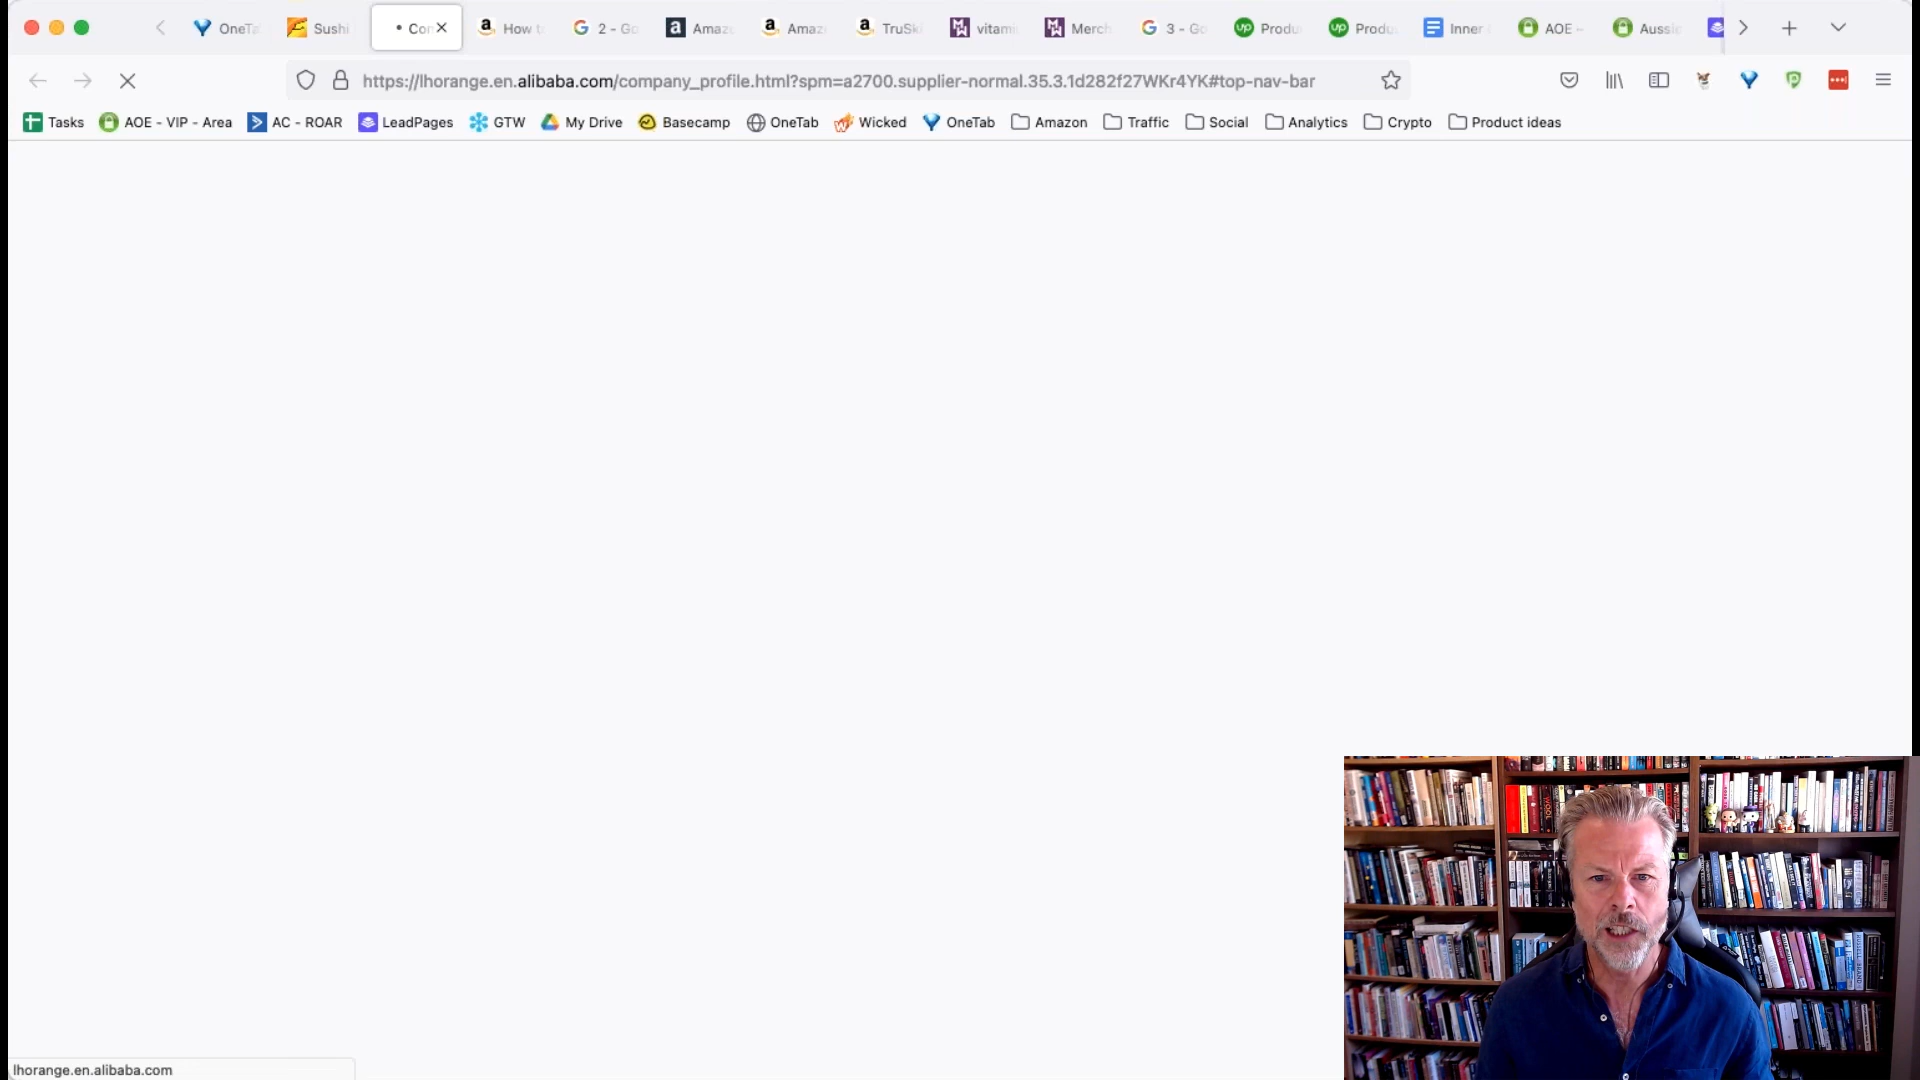 OneTa Sushi Con How t 2 - Go Amazo Amaz TruSk vitami Merch 3 - Go Produ Produ Inner AOE - Aussi
https://lhorange.en.alibaba.com/company_profile.html?spm=a2700.supplier-normal.35.3.1d282f27WKr4YK#top-nav-bar
Tasks AOE - VIP - Area AC - ROAR LeadPages GTW My Drive Basecamp OneTab Wicked OneTab Amazon Traffic Social Analytics Crypto Product ideas
WOOL
lhorange.en.alibaba.com